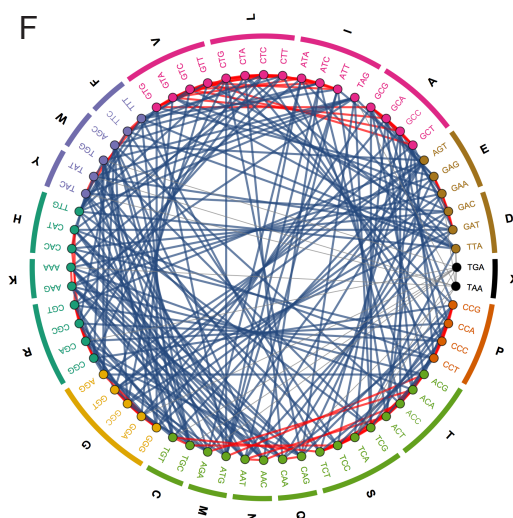 F
L
I
A
E
D
X
P
T
S
Q
N
M
C
G
R
K
H
Y
W
F
V
CTG
CTA
CTC
CTT
ATA
ATC
ATT
TAG
GCG
GCA
GCC
GCT
AGT
GAG
GAA
GAC
GAT
TTA
TGA
TAA
CCG
CCA
CCC
CCT
ACG
ACA
ACC
ACT
TCG
TCA
TCC
TCT
CAG
CAA
AAC
AAT
ATG
AGA
TGC
TGT
GGG
GGA
GGC
GGT
AGG
CGG
CGA
CGC
CGT
AAG
AAA
CAC
CAT
TTG
TAC
TAT
TGG
AGC
TTC
TTT
GTG
GTA
GTC
GTT